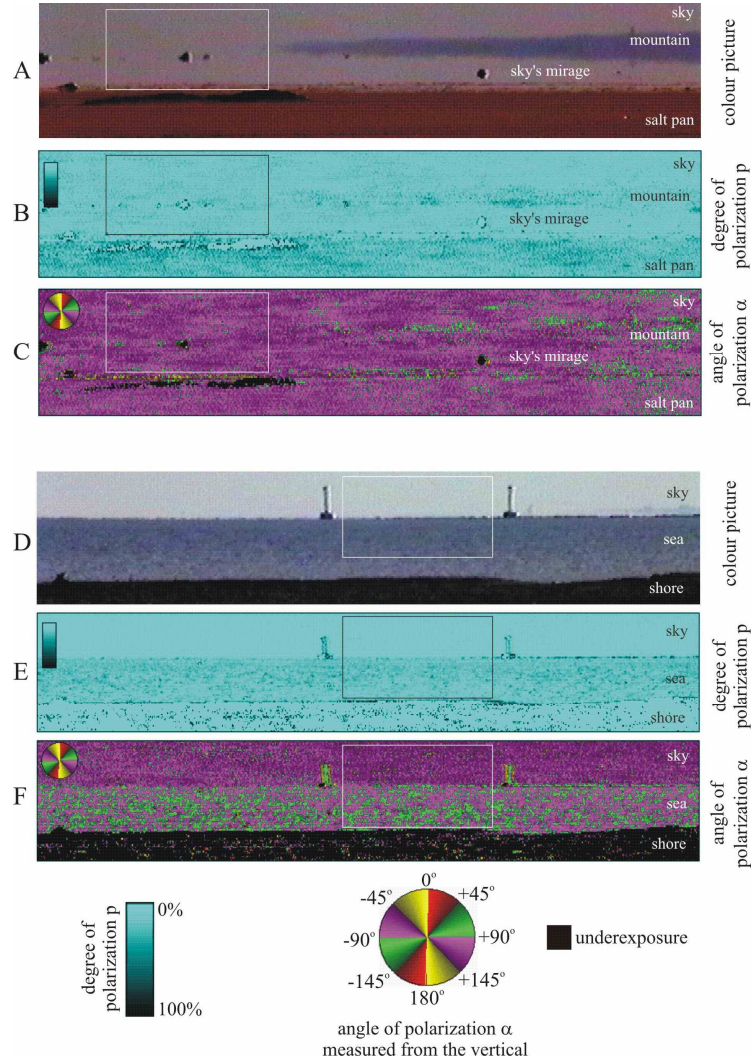 A
sky
mountain
sky's mirage
salt pan
colour picture
B
sky
mountain
sky's mirage
salt pan
degree of
polarization p
C
sky
mountain
sky's mirage
salt pan
angle of
polarization α
D
sky
sea
shore
colour picture
E
sky
sea
shore
degree of
polarization p
F
sky
sea
shore
angle of
polarization α
degree of
polarization p
0%
100%
0°
-45°
+45°
-90°
+90°
-145°
+145°
180°
angle of polarization α
measured from the vertical
underexposure